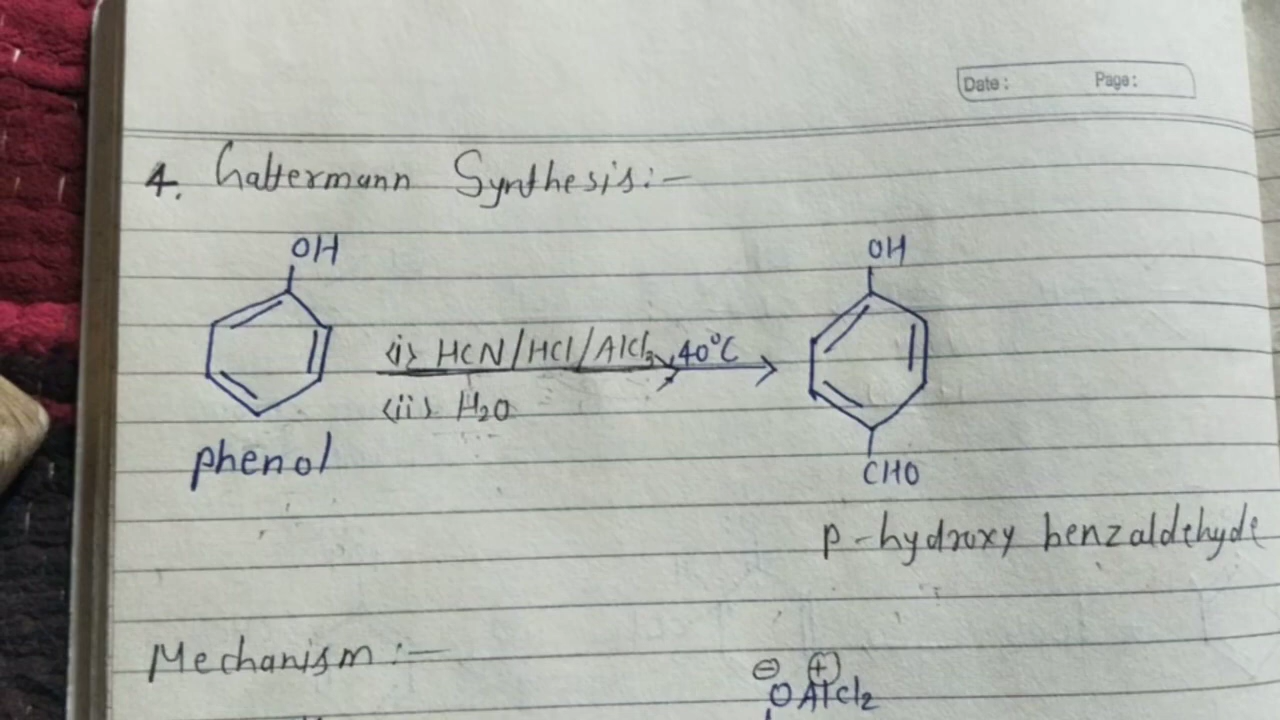 Date : Page :
4. Gattermann Synthesis :-
OH OH
(i) HCN/HCl/AlCl3, 40°C
(ii) H2O
phenol
CHO
p-hydroxy benzaldehyde
Mechanism :-
⊖ ⊕
OAlCl2